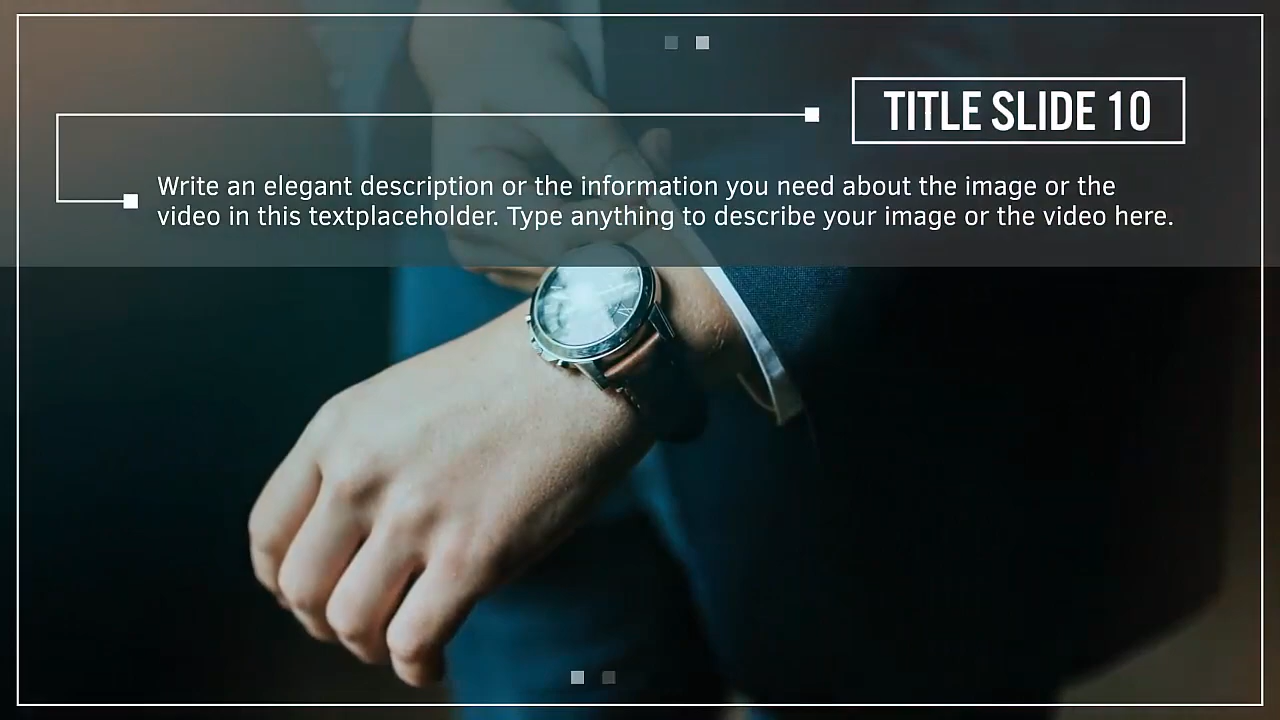 TITLE SLIDE 10
Write an elegant description or the information you need about the image or the
video in this textplaceholder. Type anything to describe your image or the video here.